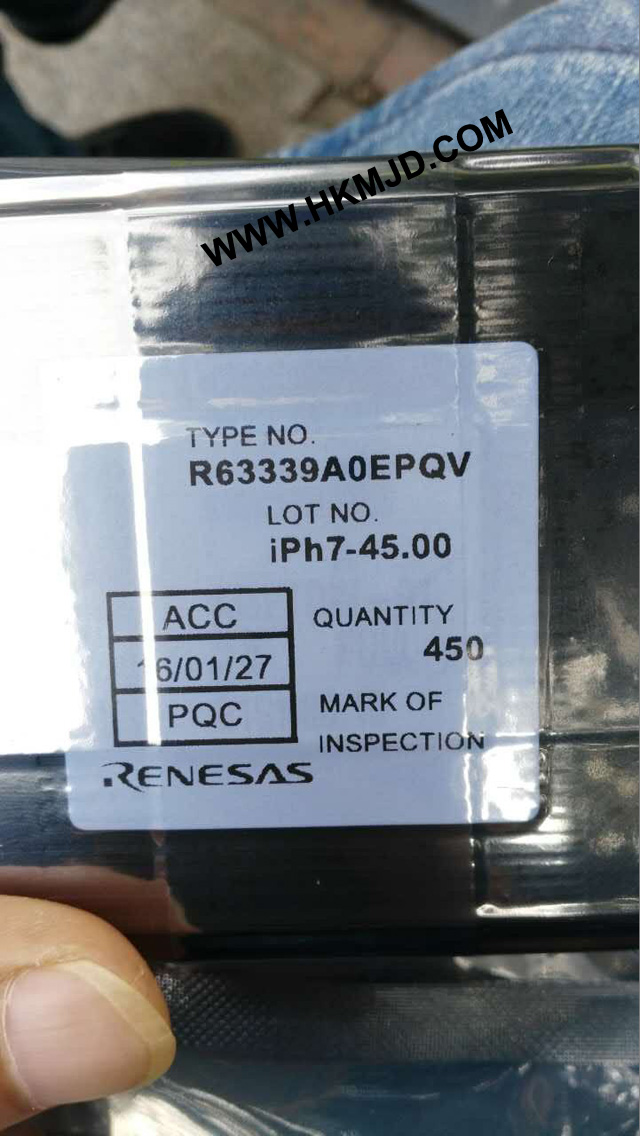 WWW.HKMJD.COM
TYPE NO.
R63339A0EPQV
LOT NO.
iPh7-45.00
ACC
16/01/27
PQC
QUANTITY
450
MARK OF
INSPECTION
RENESAS